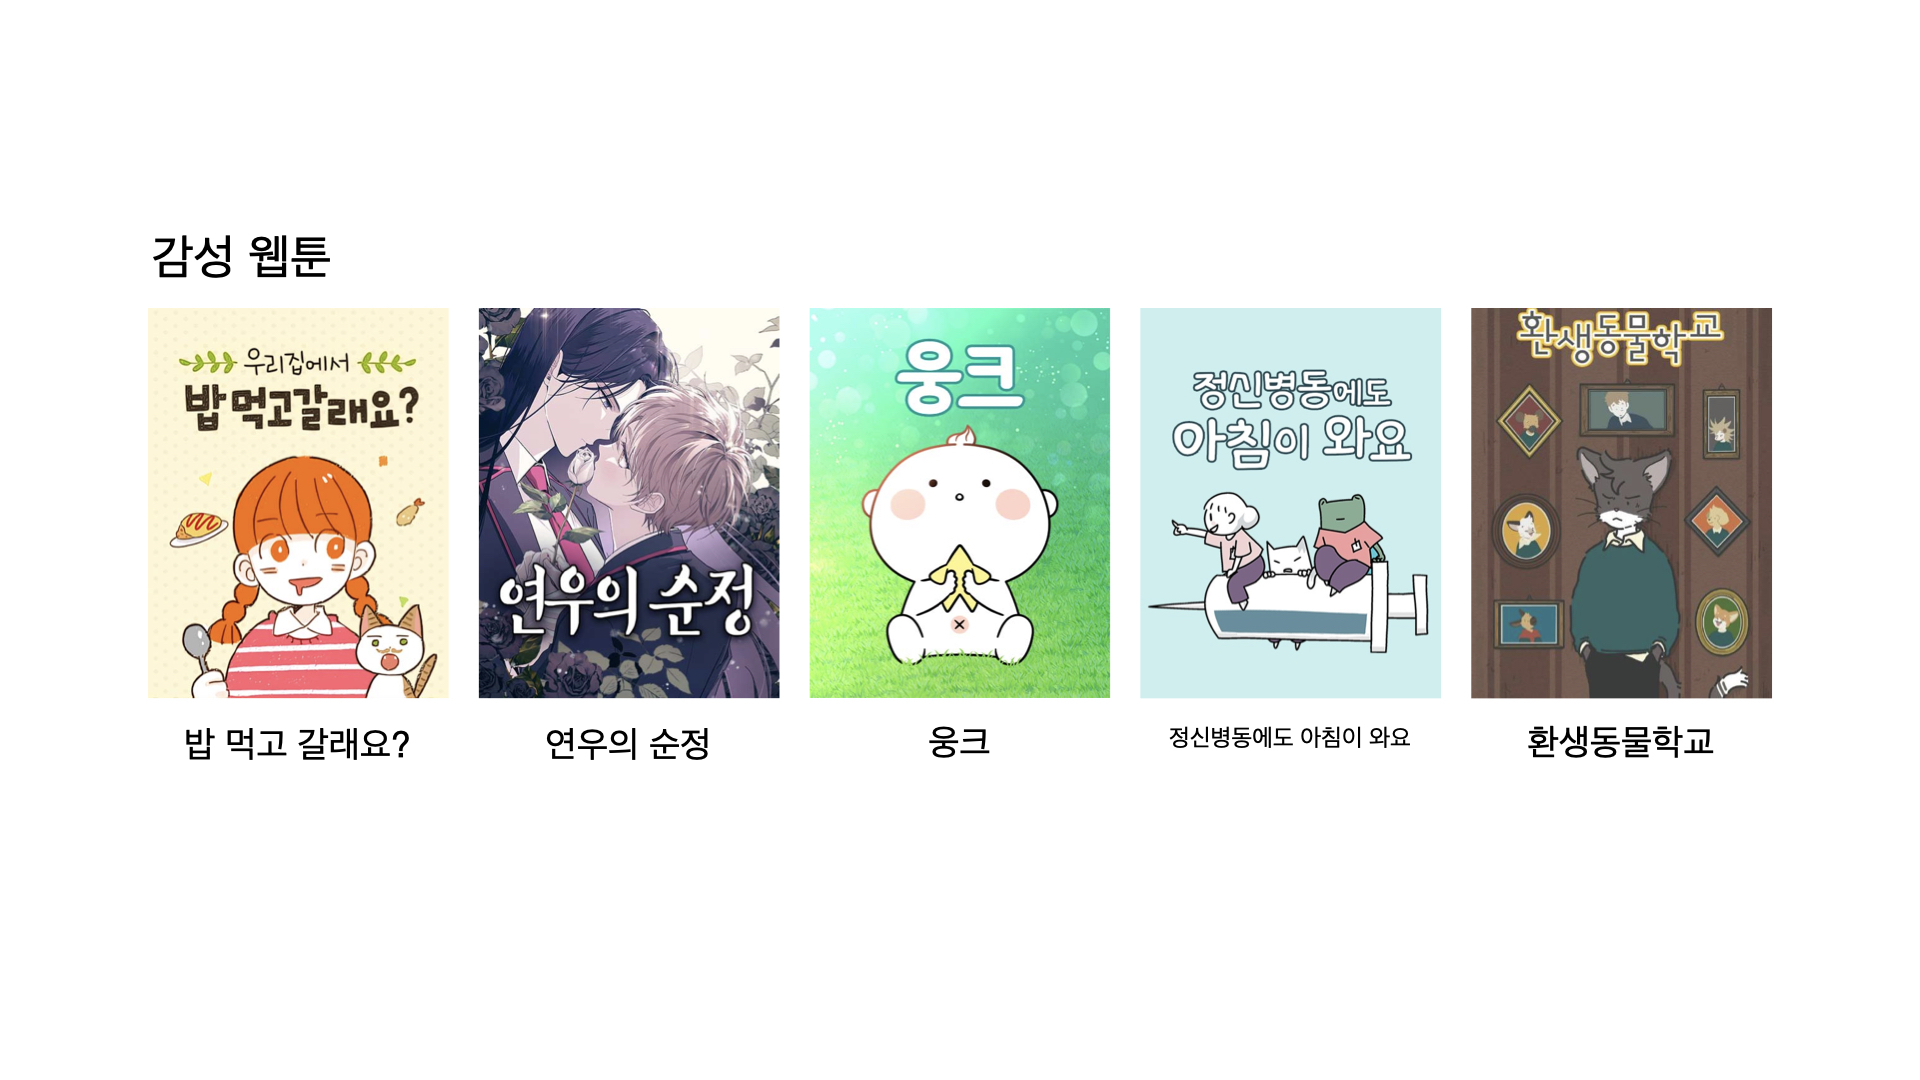 감성 웹툰
우리집에서
밥먹고갈래요?
연우의 순정
웅크
정신병동에도
아침이 와요
환생동물학교
밥 먹고 갈래요?
연우의 순정
웅크
정신병동에도 아침이 와요
환생동물학교